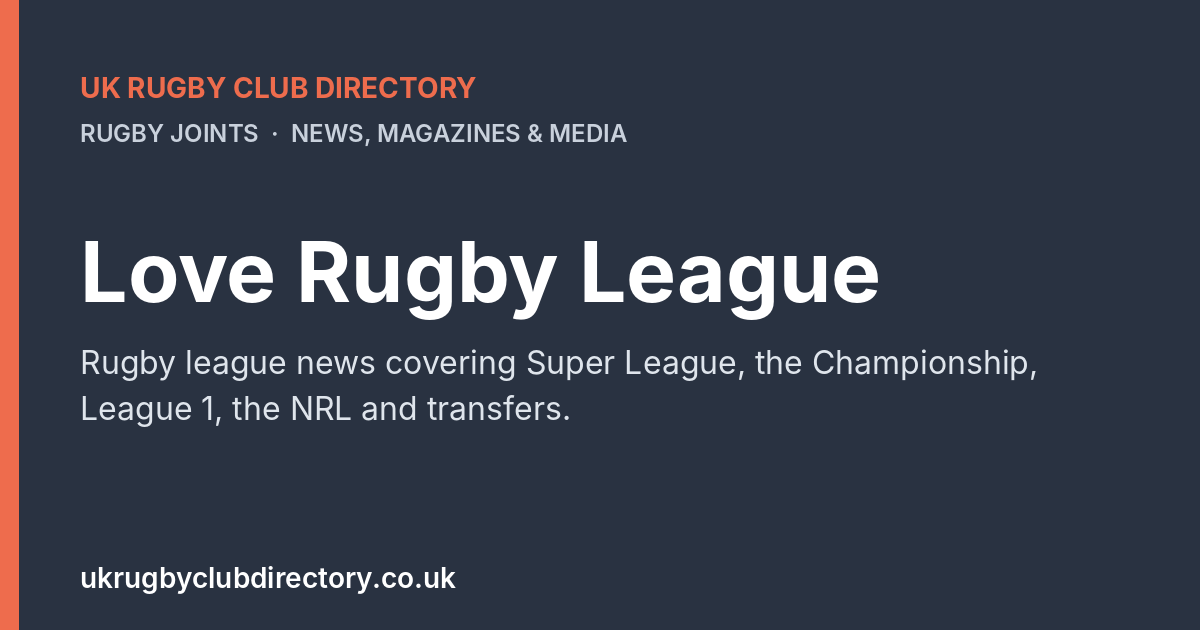 UK RUGBY CLUB DIRECTORY
RUGBY JOINTS · NEWS, MAGAZINES & MEDIA
Love Rugby League
Rugby league news covering Super League, the Championship,
League 1, the NRL and transfers.
ukrugbyclubdirectory.co.uk